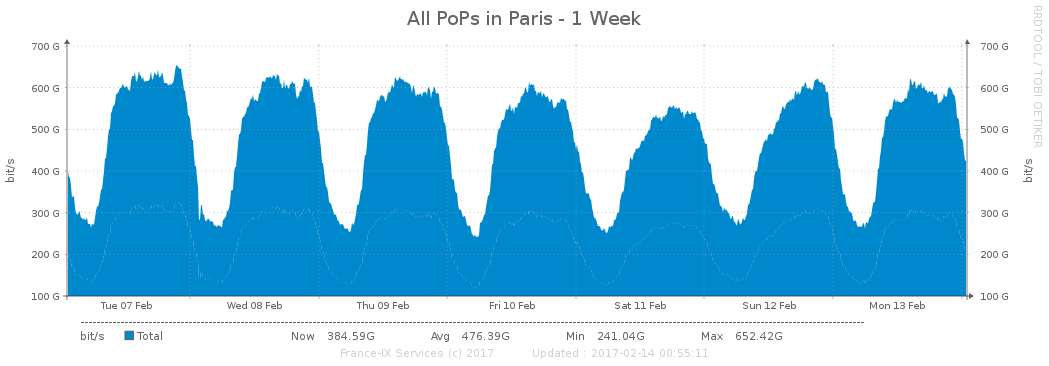 All PoPs in Paris - 1 Week
RRDTOOL / TOBI OETIKER
bit/s
700 G
600 G
500 G
400 G
300 G
200 G
100 G
700 G
600 G
500 G
400 G
300 G
200 G
100 G
bit/s
Tue 07 Feb Wed 08 Feb Thu 09 Feb Fri 10 Feb Sat 11 Feb Sun 12 Feb Mon 13 Feb
bit/s Total Now 384.59G Avg 476.39G Min 241.04G Max 652.42G
France-IX Services (c) 2017 Updated : 2017-02-14 00:55:11